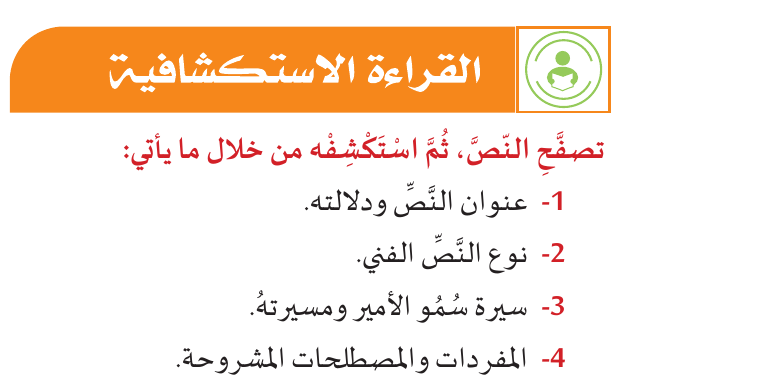 القراءة الاستكشافية
تصفَّحِ النّصَّ، ثُمَّ اسْتَكْشِفْه من خلال ما يأتي:
1- عنوان النَّصِّ ودلالته.
2- نوع النَّصِّ الفني.
3- سيرة سُمُو الأمير ومسيرتهُ.
4- المفردات والمصطلحات المشروحة.